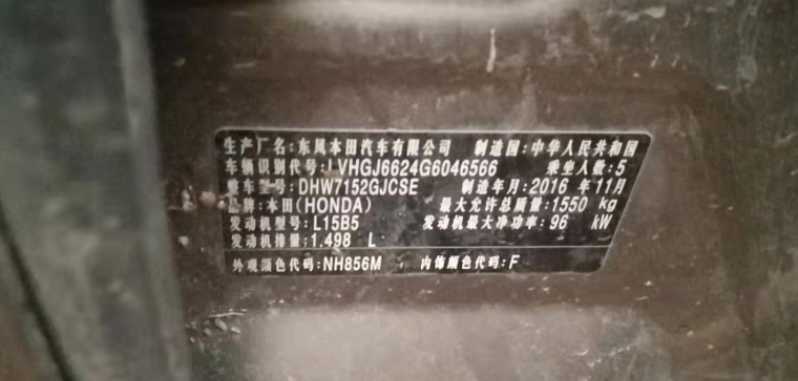 生产厂名:东风本田汽车有限公司 制造国:中华人民共和国
车辆识别代号:LVHGJ6624G6046566 乘坐人数:5
整车型号:DHW7152GJCSE 制造年月:2016 年11月
品牌:本田(HONDA) 最大允许总质量:1550 kg
发动机型号:L15B5 发动机最大净功率:96 kW
发动机排量:1.498 L
外观颜色代码:NH856M 内饰颜色代码:F